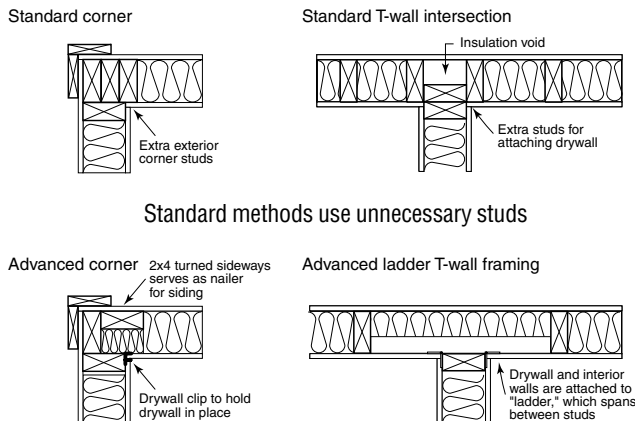 Standard corner
Extra exterior
corner studs
Standard T-wall intersection
Insulation void
Extra studs for
attaching drywall
Standard methods use unnecessary studs
Advanced corner
2x4 turned sideways
serves as nailer
for siding
Drywall clip to hold
drywall in place
Advanced ladder T-wall framing
Drywall and interior
walls are attached to
"ladder," which spans
between studs